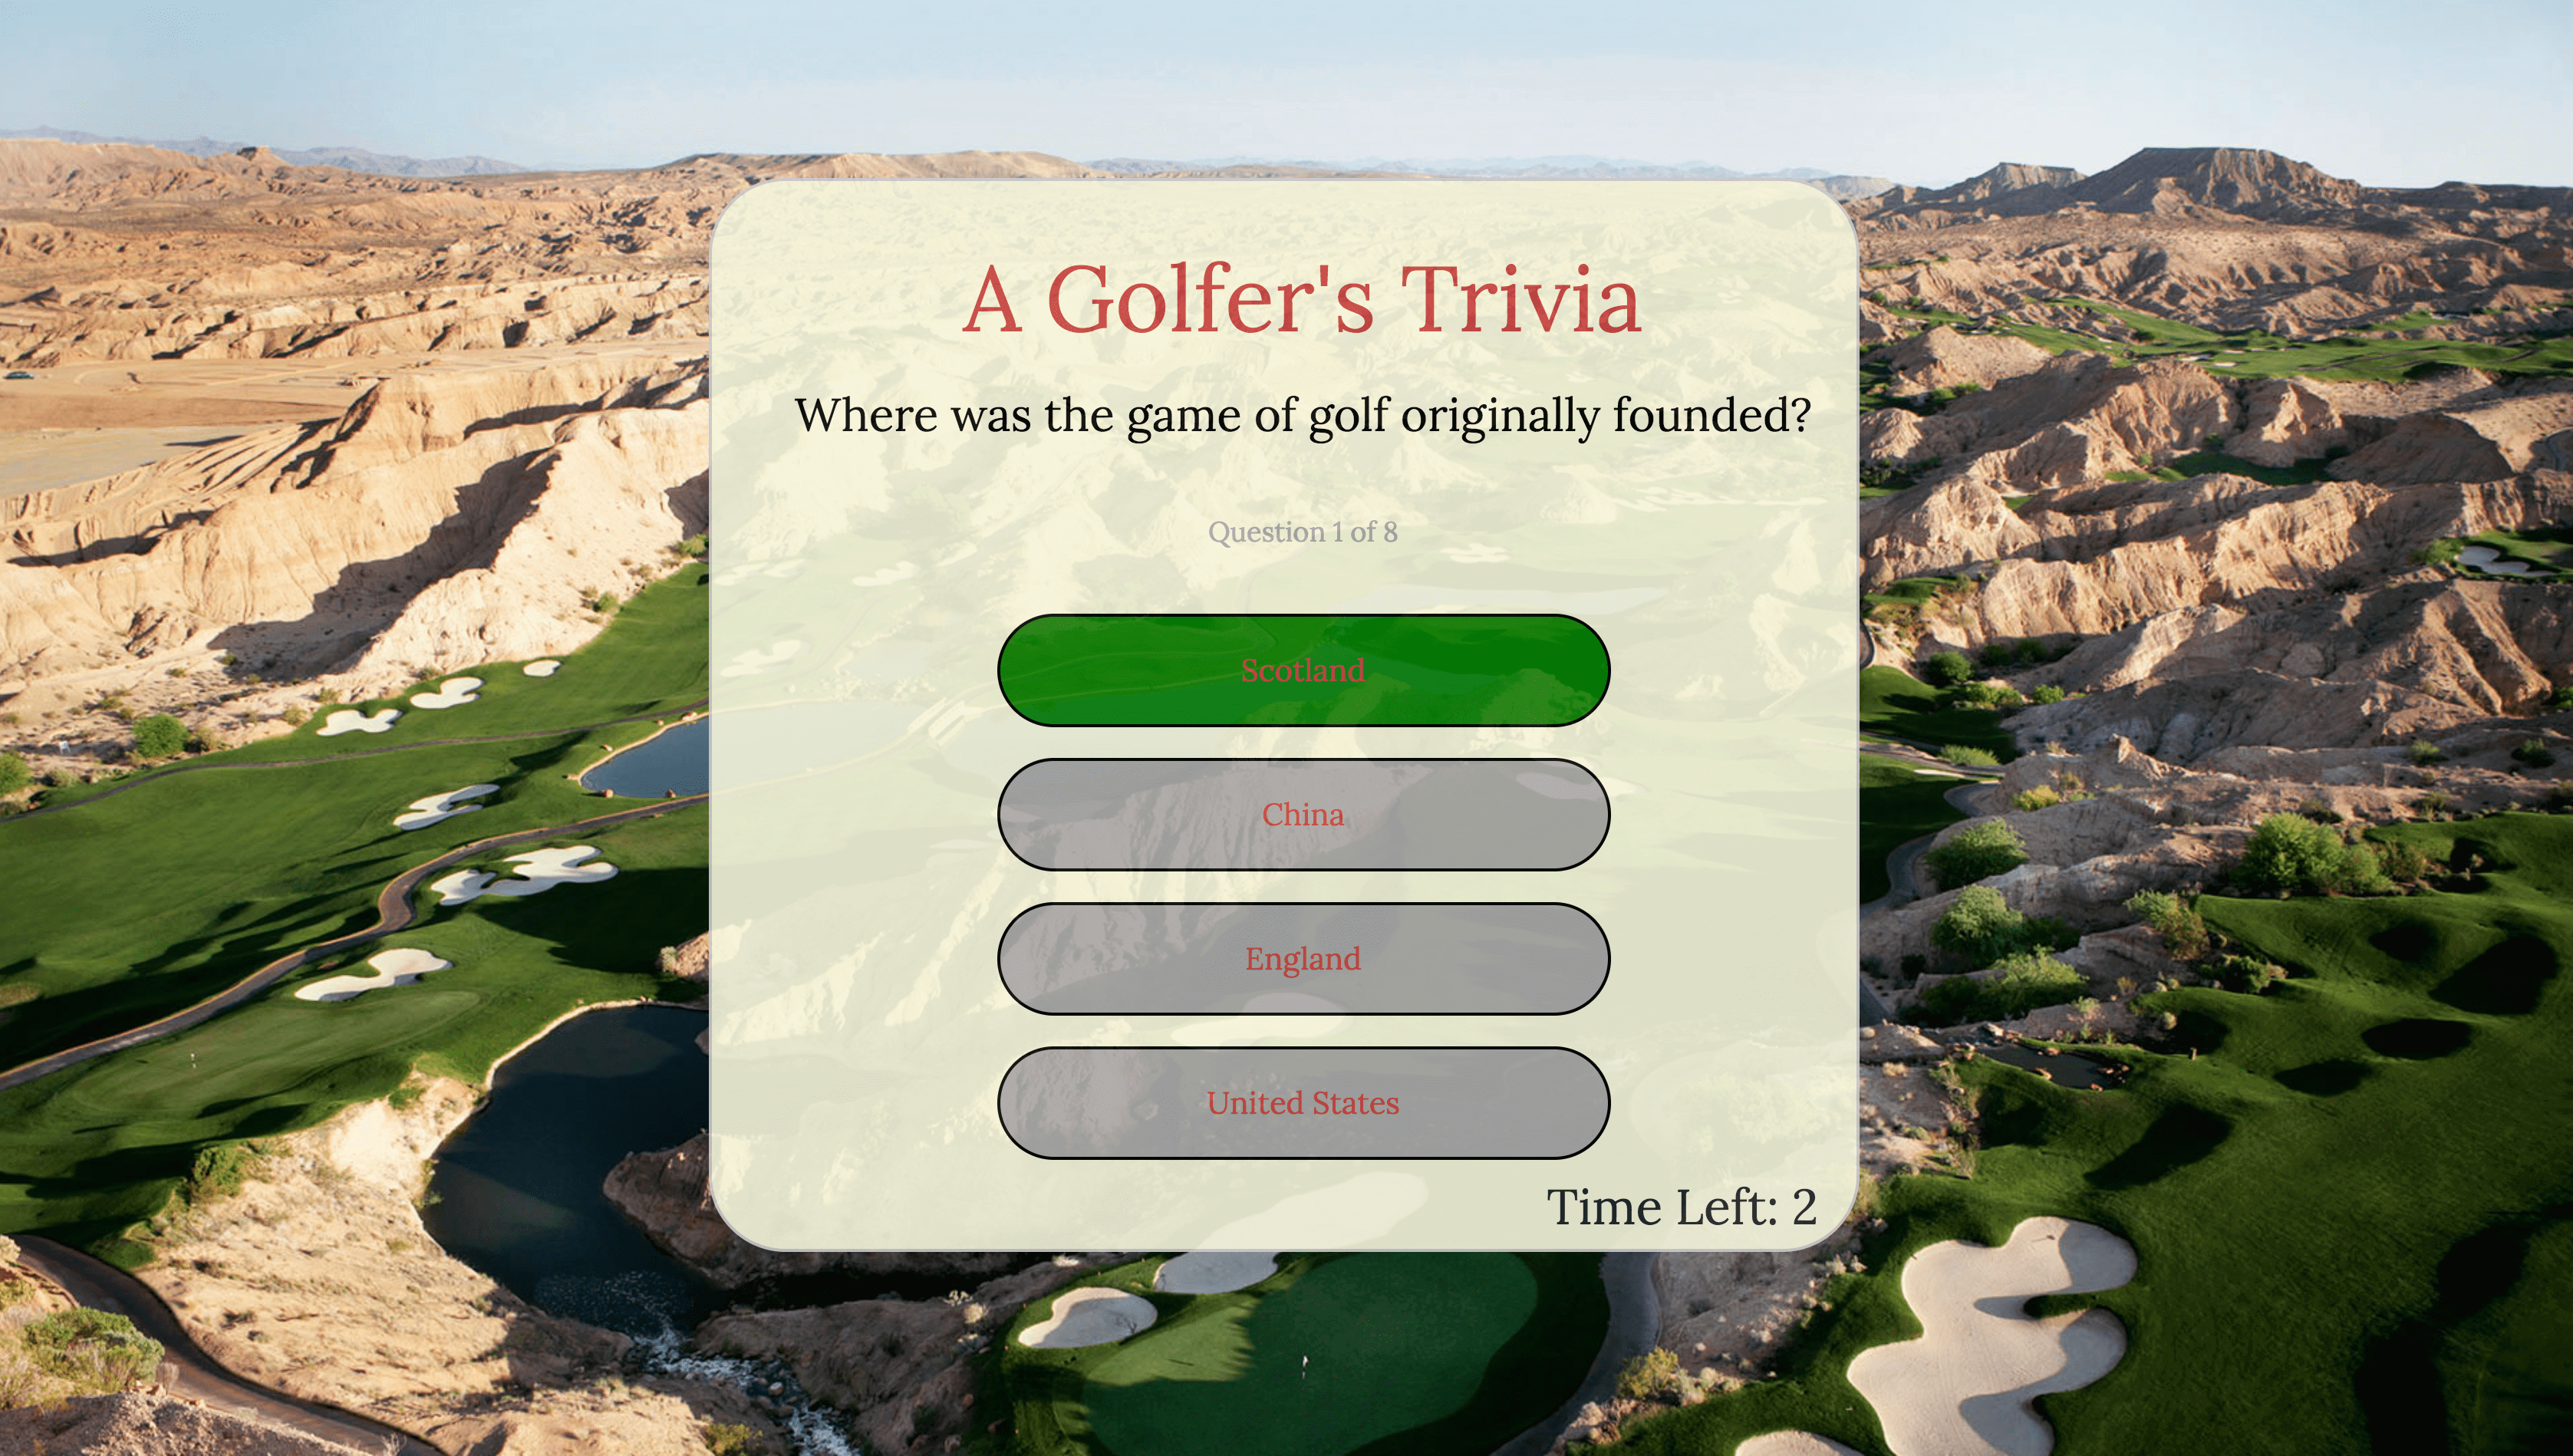 A Golfer's Trivia
Where was the game of golf originally founded?
Question 1 of 8
Scotland
China
England
United States
Time Left: 2